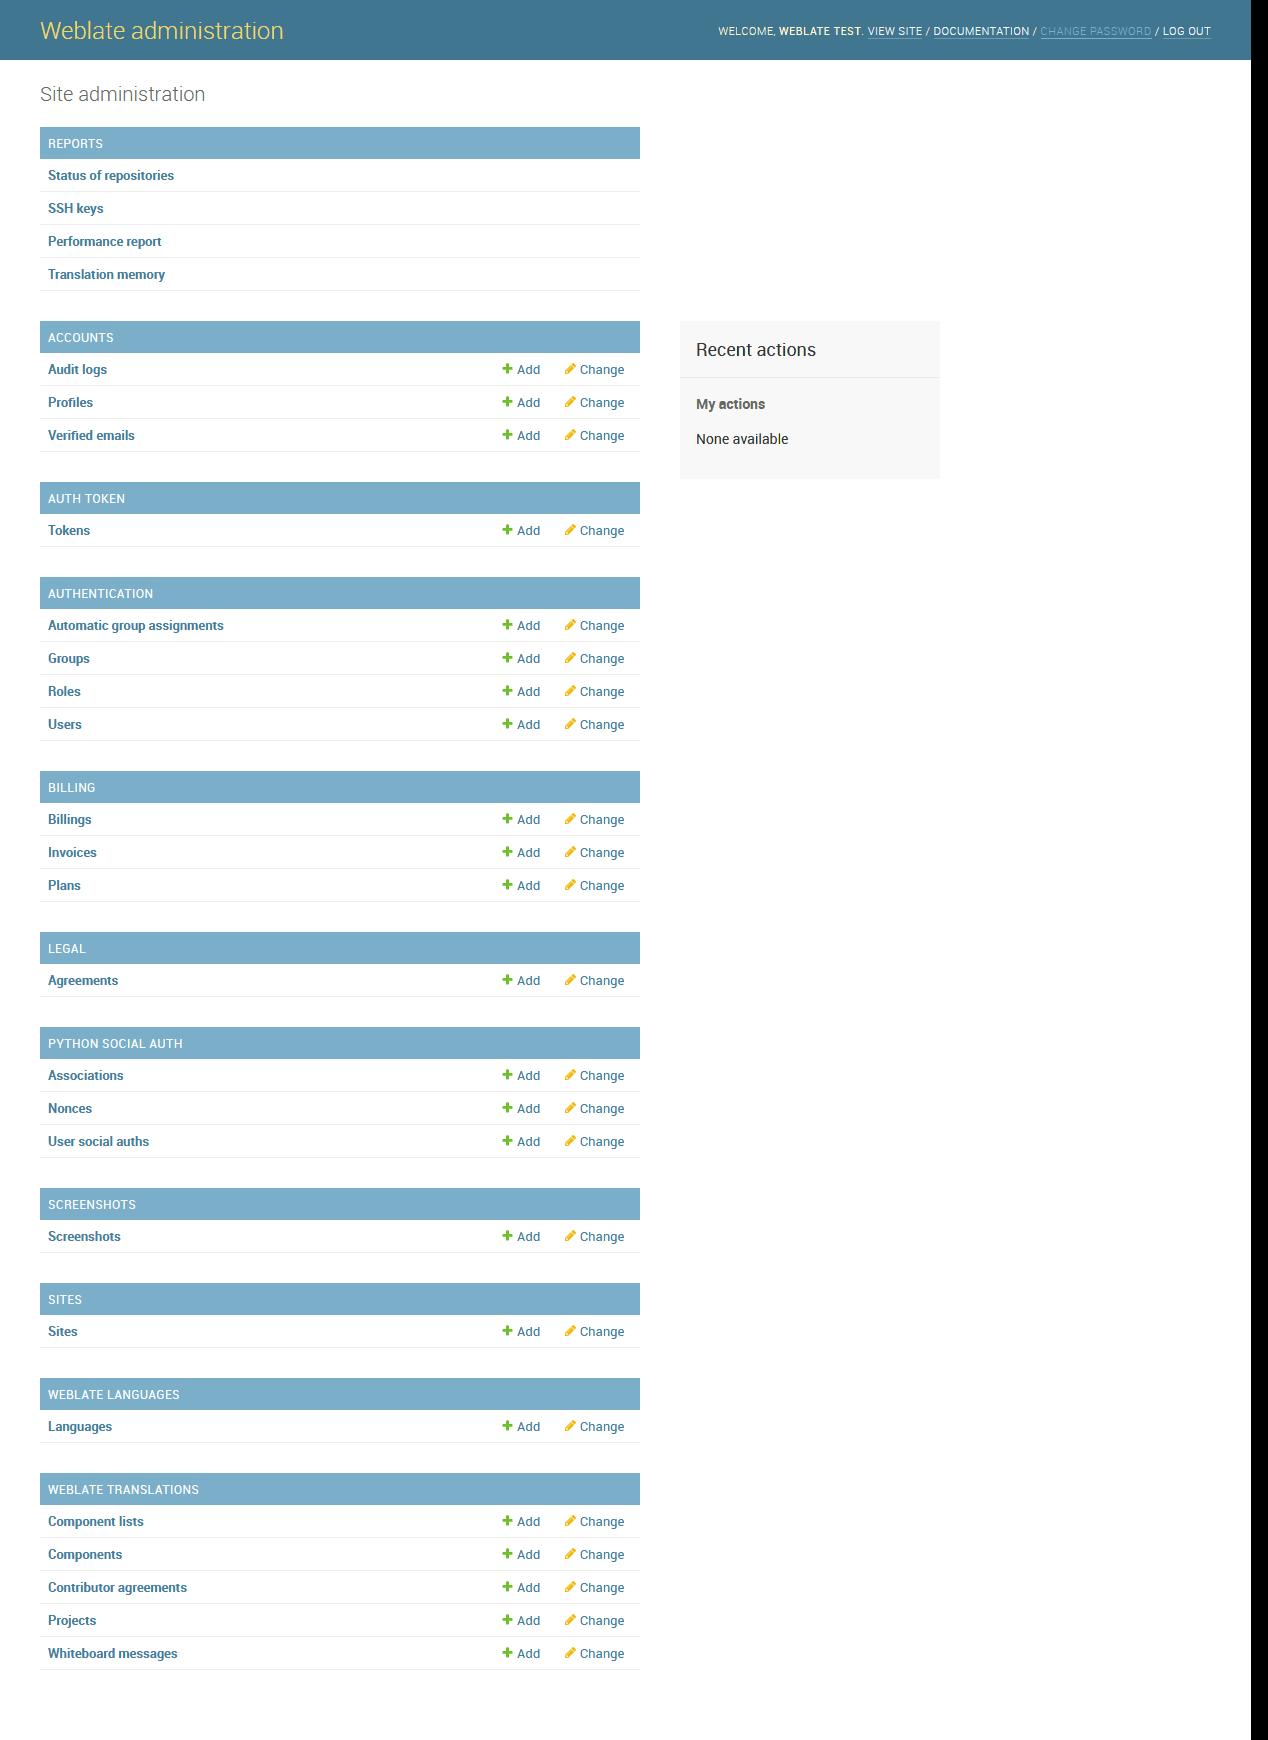 Weblate administration
WELCOME, WEBLATE TEST. VIEW SITE / DOCUMENTATION / CHANGE PASSWORD / LOG OUT
Site administration
REPORTS
Status of repositories
SSH keys
Performance report
Translation memory
ACCOUNTS
Audit logs Add Change
Profiles Add Change
Verified emails Add Change
Recent actions
My actions
None available
AUTH TOKEN
Tokens Add Change
AUTHENTICATION
Automatic group assignments Add Change
Groups Add Change
Roles Add Change
Users Add Change
BILLING
Billings Add Change
Invoices Add Change
Plans Add Change
LEGAL
Agreements Add Change
PYTHON SOCIAL AUTH
Associations Add Change
Nonces Add Change
User social auths Add Change
SCREENSHOTS
Screenshots Add Change
SITES
Sites Add Change
WEBLATE LANGUAGES
Languages Add Change
WEBLATE TRANSLATIONS
Component lists Add Change
Components Add Change
Contributor agreements Add Change
Projects Add Change
Whiteboard messages Add Change